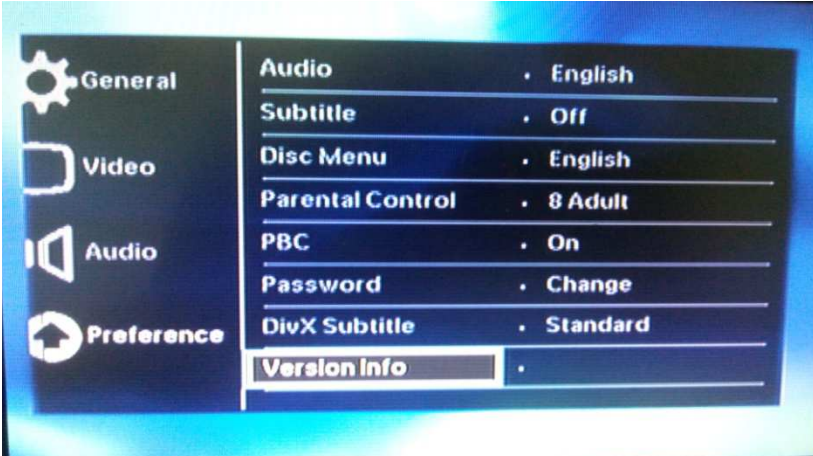 General
Video
Audio
Preference
Audio · English
Subtitle · Off
Disc Menu · English
Parental Control · 8 Adult
PBC · On
Password · Change
DivX Subtitle · Standard
Version Info ·